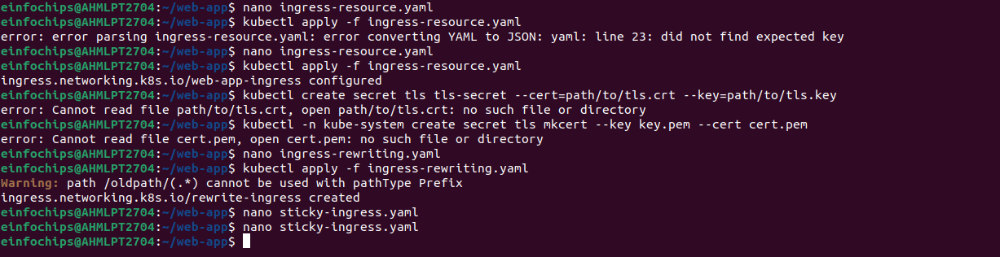 einfochips@AHMLPT2704:~/web-app$ nano ingress-resource.yaml
einfochips@AHMLPT2704:~/web-app$ kubectl apply -f ingress-resource.yaml
error: error parsing ingress-resource.yaml: error converting YAML to JSON: yaml: line 23: did not find expected key
einfochips@AHMLPT2704:~/web-app$ nano ingress-resource.yaml
einfochips@AHMLPT2704:~/web-app$ kubectl apply -f ingress-resource.yaml
ingress.networking.k8s.io/web-app-ingress configured
einfochips@AHMLPT2704:~/web-app$ kubectl create secret tls tls-secret --cert=path/to/tls.crt --key=path/to/tls.key
error: Cannot read file path/to/tls.crt, open path/to/tls.crt: no such file or directory
einfochips@AHMLPT2704:~/web-app$ kubectl -n kube-system create secret tls mkcert --key key.pem --cert cert.pem
error: Cannot read file cert.pem, open cert.pem: no such file or directory
einfochips@AHMLPT2704:~/web-app$ nano ingress-rewriting.yaml
einfochips@AHMLPT2704:~/web-app$ kubectl apply -f ingress-rewriting.yaml
Warning: path /oldpath/(.*) cannot be used with pathType Prefix
ingress.networking.k8s.io/rewrite-ingress created
einfochips@AHMLPT2704:~/web-app$ nano sticky-ingress.yaml
einfochips@AHMLPT2704:~/web-app$ nano sticky-ingress.yaml
einfochips@AHMLPT2704:~/web-app$